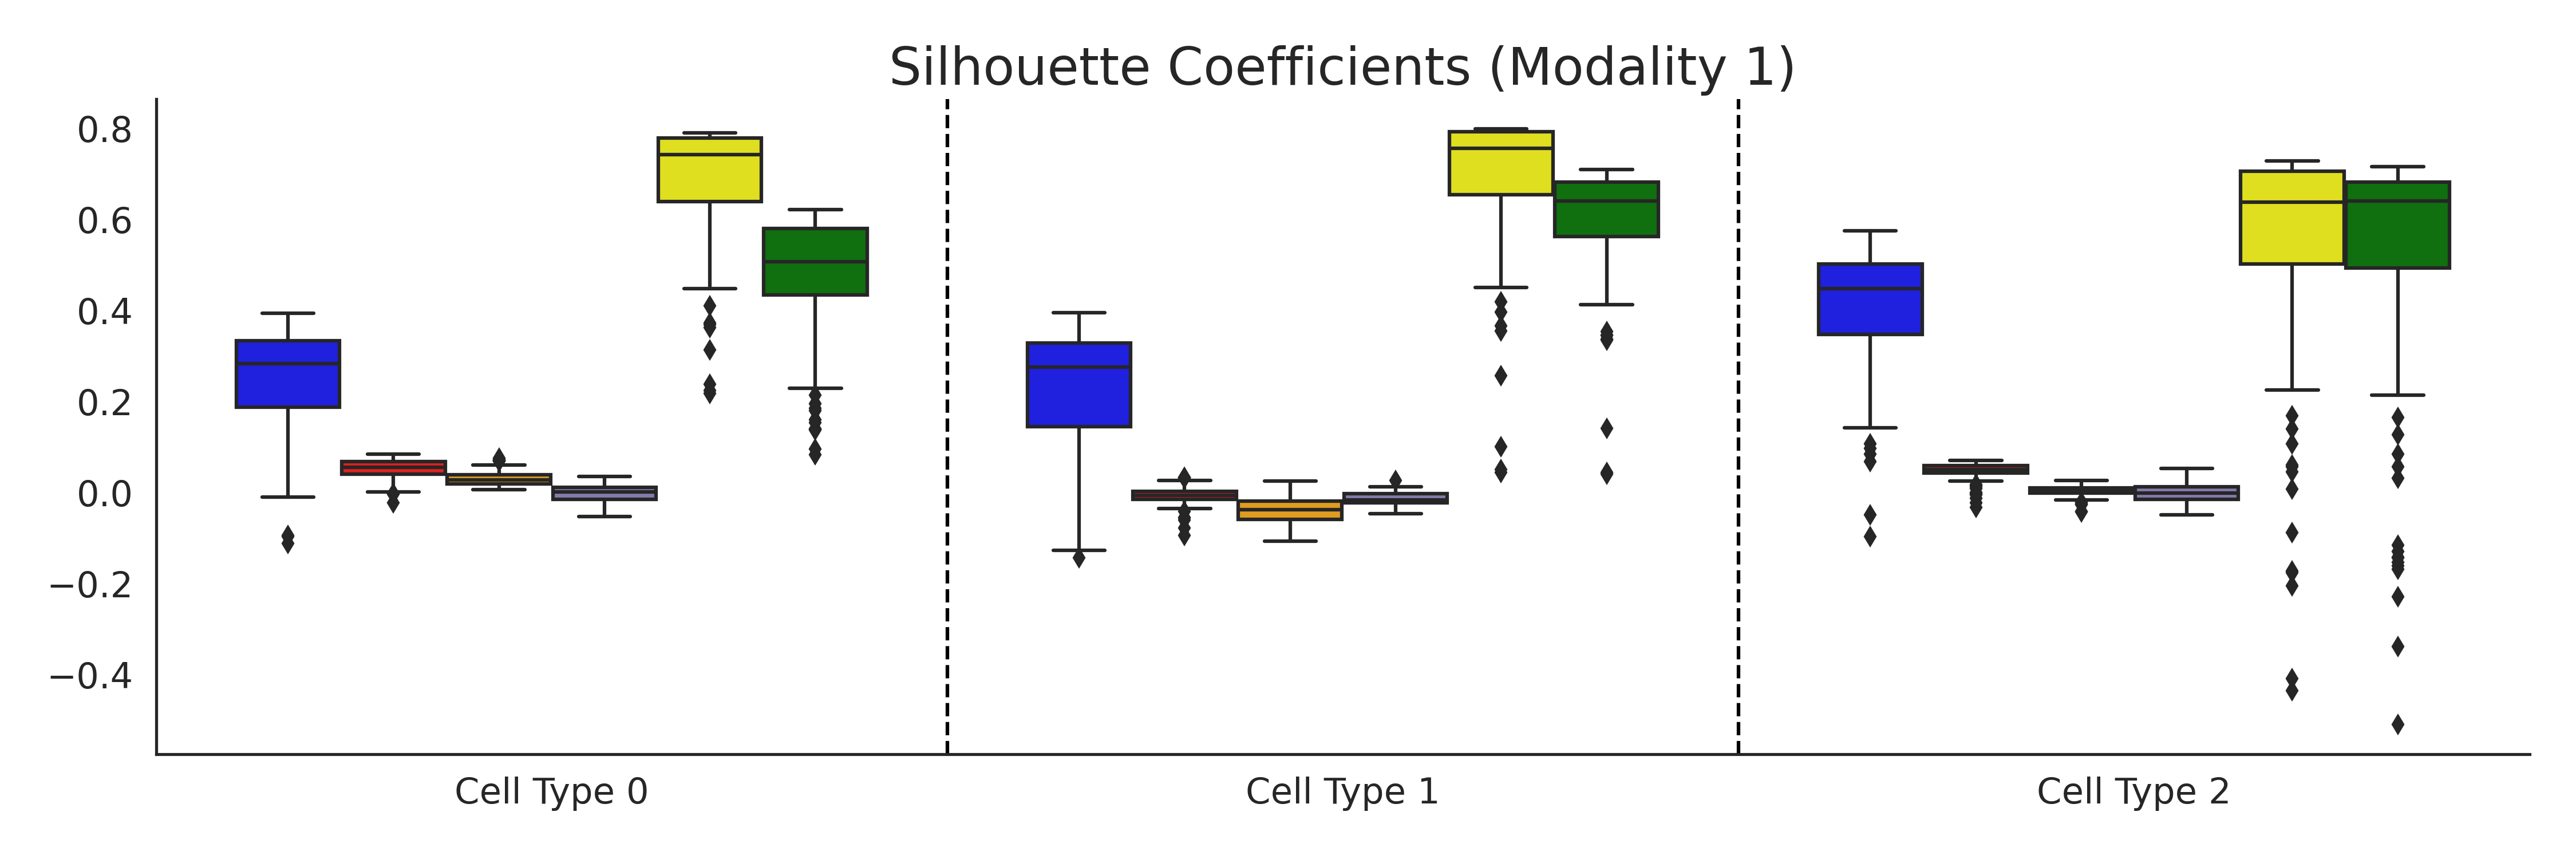 Silhouette Coefficients (Modality 1)
0.8
0.6
0.4
0.2
0.0
−0.2
−0.4
Cell Type 0
Cell Type 1
Cell Type 2